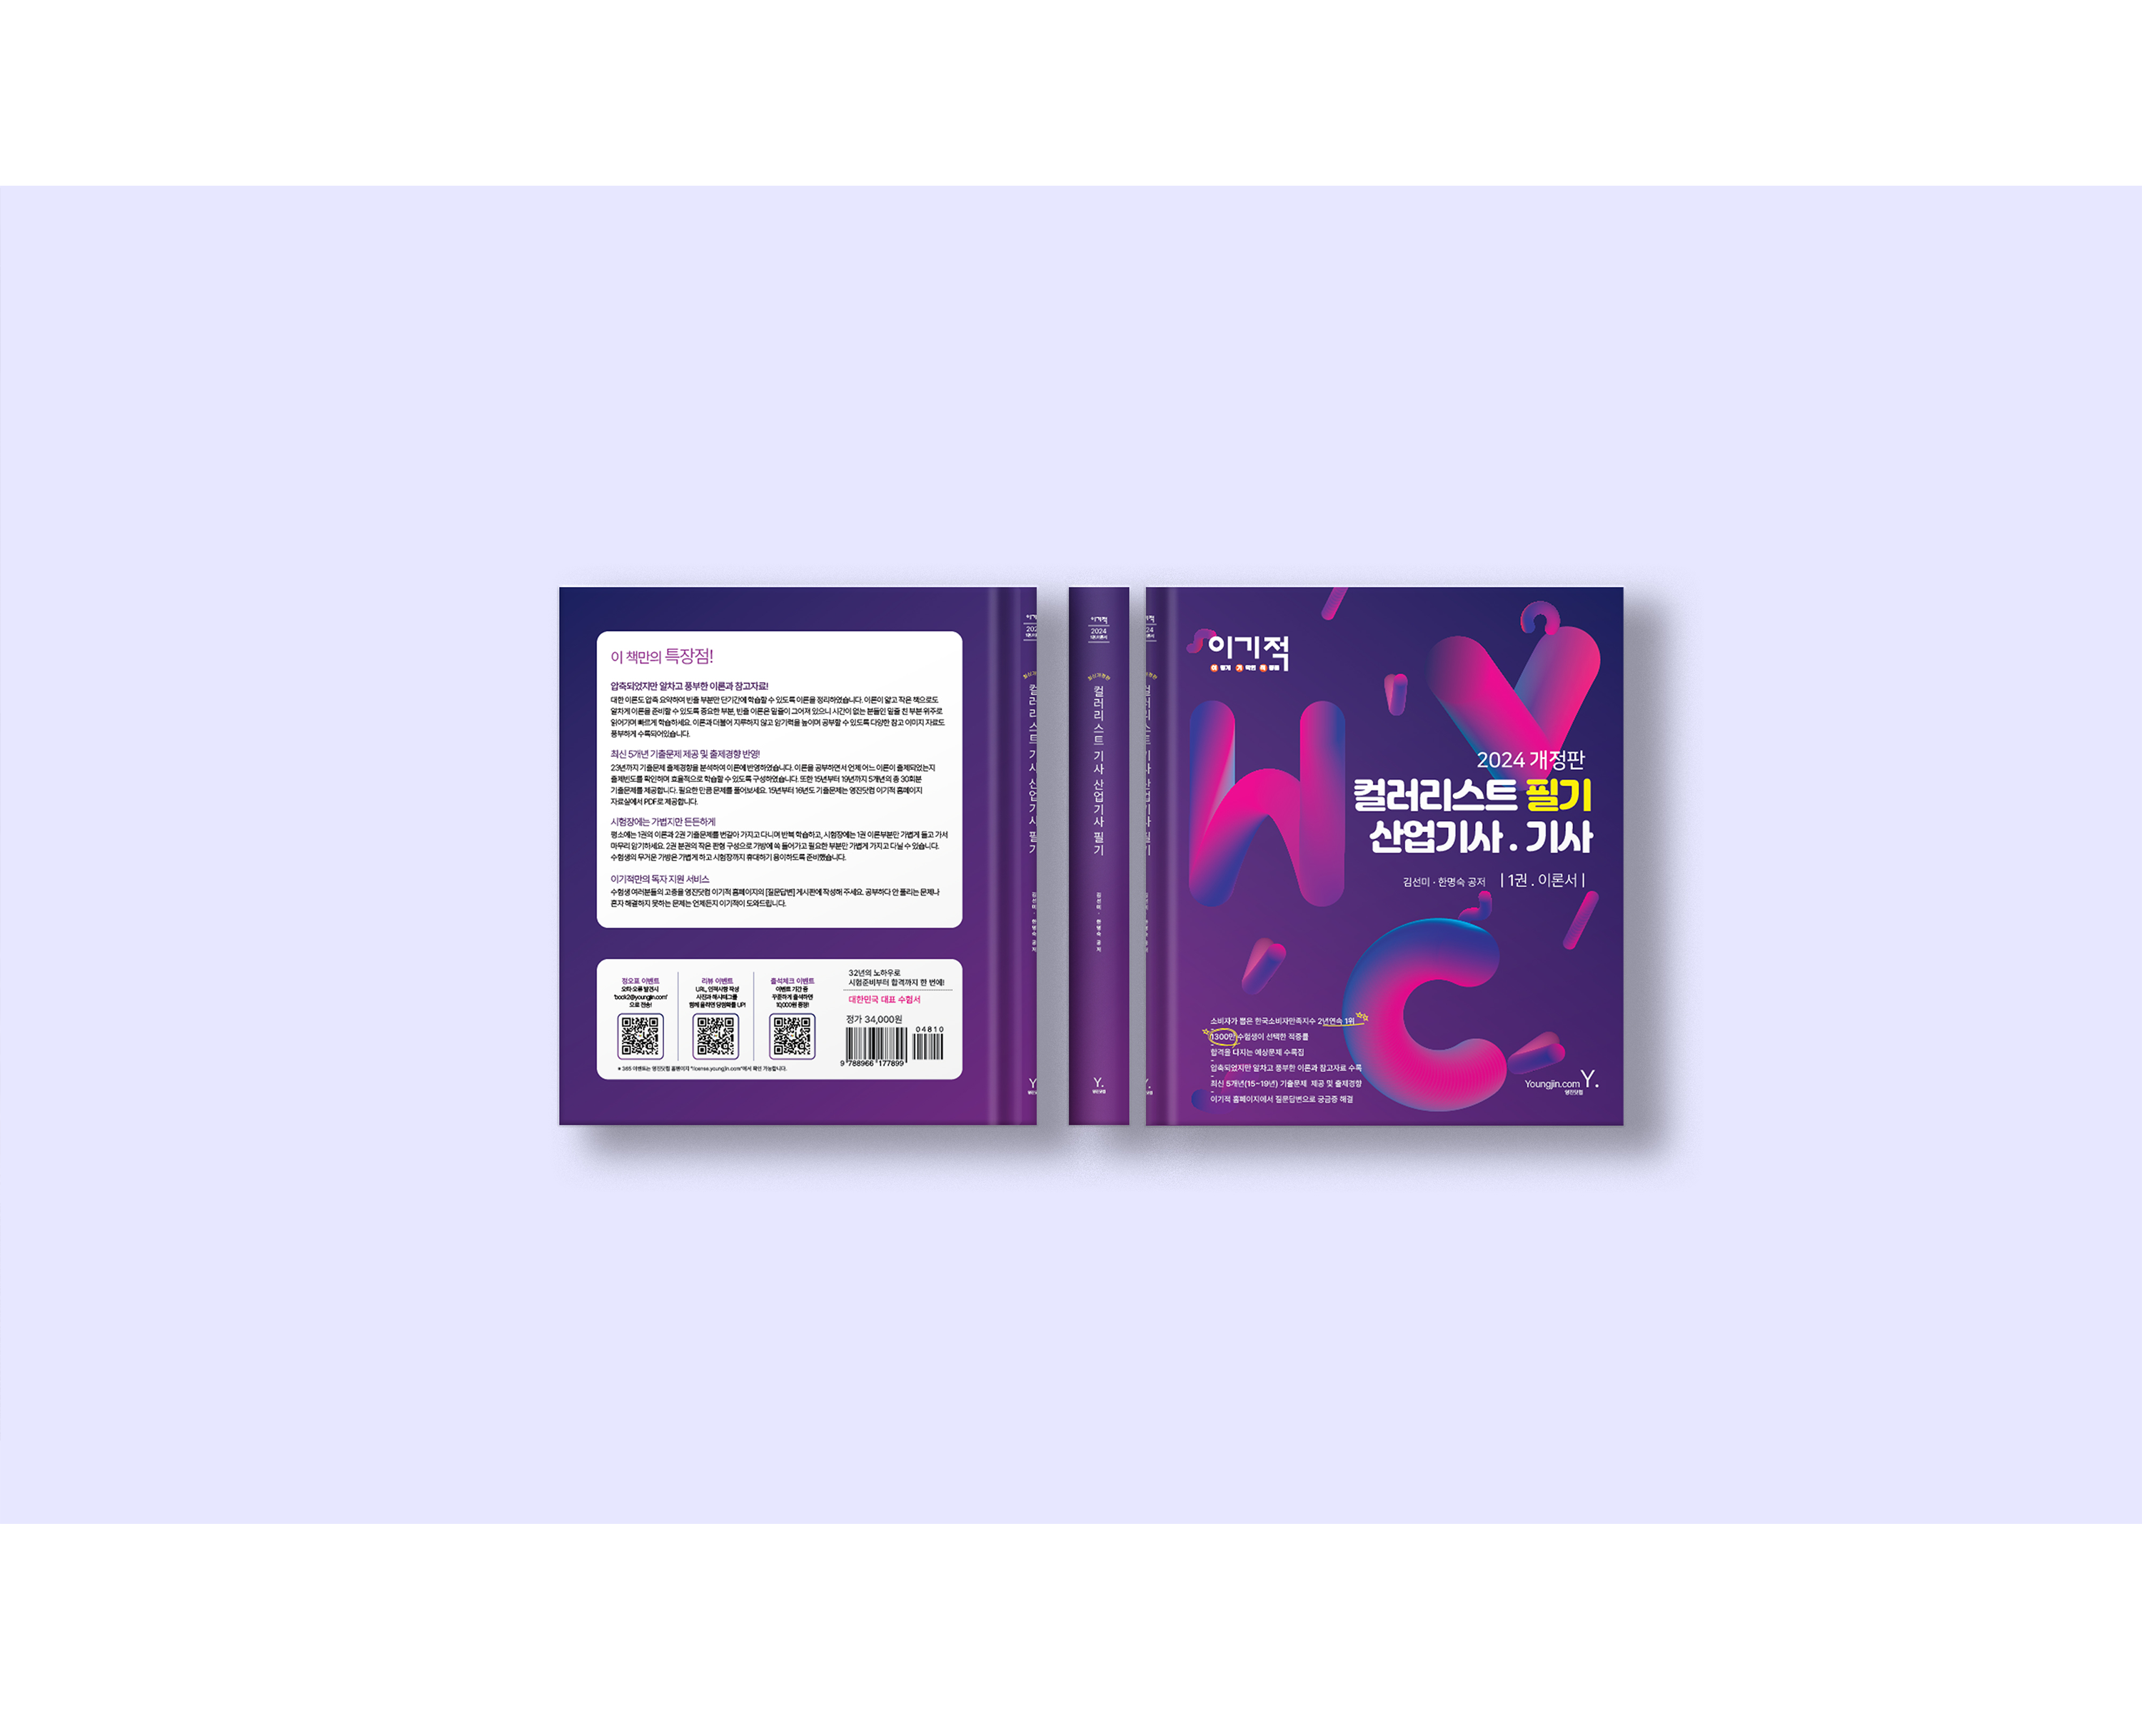 이 책만의 특장점!
압축되었지만 알차고 풍부한 이론과 참고자료!
대한 이론도 압축 요약하여 빈출 부분만 단기간에 학습할 수 있도록 이론을 정리하였습니다. 이론이 얇고 작은 책으로도
알차게 이론을 준비할 수 있도록 중요한 부분, 빈출 이론은 밑줄이 그어져 있으니 시간이 없는 분들인 밑줄 친 부분 위주로
읽어가며 빠르게 학습하세요. 이론과 더불어 지루하지 않고 암기력을 높이며 공부할 수 있도록 다양한 참고 이미지 자료도
풍부하게 수록되어있습니다.
최신 5개년 기출문제 제공 및 출제경향 반영!
23년까지 기출문제 출제경향을 분석하여 이론에 반영하였습니다. 이론을 공부하면서 언제 어느 이론이 출제되었는지
출제빈도를 확인하며 효율적으로 학습할 수 있도록 구성하였습니다. 또한 15년부터 19년까지 5개년의 총 30회분
기출문제를 제공합니다. 필요한 만큼 문제를 풀어보세요. 15년부터 16년도 기출문제는 영진닷컴 이기적 홈페이지
자료실에서 PDF로 제공합니다.
시험장에는 가볍지만 든든하게
평소에는 1권의 이론과 2권 기출문제를 번갈아 가지고 다니며 반복 학습하고, 시험장에는 1권 이론부분만 가볍게 들고 가서
마무리 암기하세요. 2권 분권의 작은 판형 구성으로 가방에 쏙 들어가고 필요한 부분만 가볍게 가지고 다닐 수 있습니다.
수험생의 무거운 가방은 가볍게 하고 시험장까지 휴대하기 용이하도록 준비했습니다.
이기적만의 독자 지원 서비스
수험생 여러분들의 고충을 영진닷컴 이기적 홈페이지의 [질문답변] 게시판에 작성해 주세요. 공부하다 안 풀리는 문제나
혼자 해결하지 못하는 문제는 언제든지 이기적이 도와드립니다.
정오표 이벤트
오타·오류 발견시
'book2@youngjin.com'
으로 전송!
리뷰 이벤트
URL, 인적사항 작성
사진과 해시태그를
함께 올리면 당첨확률 UP!
출석체크 이벤트
이벤트 기간 중
꾸준하게 출석하면
10,000원 증정!
※ 365 이벤트는 영진닷컴 홈페이지 "license.youngjin.com"에서 확인 가능합니다.
32년의 노하우로
시험준비부터 합격까지 한 번에!
대한민국 대표 수험서
정가 34,000원
04810
9 788966 177899
이기적
2024
컬러리스트 기사 산업기사 필기
김선미 · 한명숙 공저
Y.
영진닷컴
이기적
2024 개정판
컬러리스트 필기
산업기사 . 기사
김선미 · 한명숙 공저 | 1권 . 이론서 |
소비자가 뽑은 한국소비자만족지수 2년연속 1위
1300만 수험생이 선택한 적중률
합격을 다지는 예상문제 수록집
압축되었지만 알차고 풍부한 이론과 참고자료 수록
최신 5개년(15~19년) 기출문제 제공 및 출제경향
이기적 홈페이지에서 질문답변으로 궁금증 해결
Youngjin.com Y.
영진닷컴